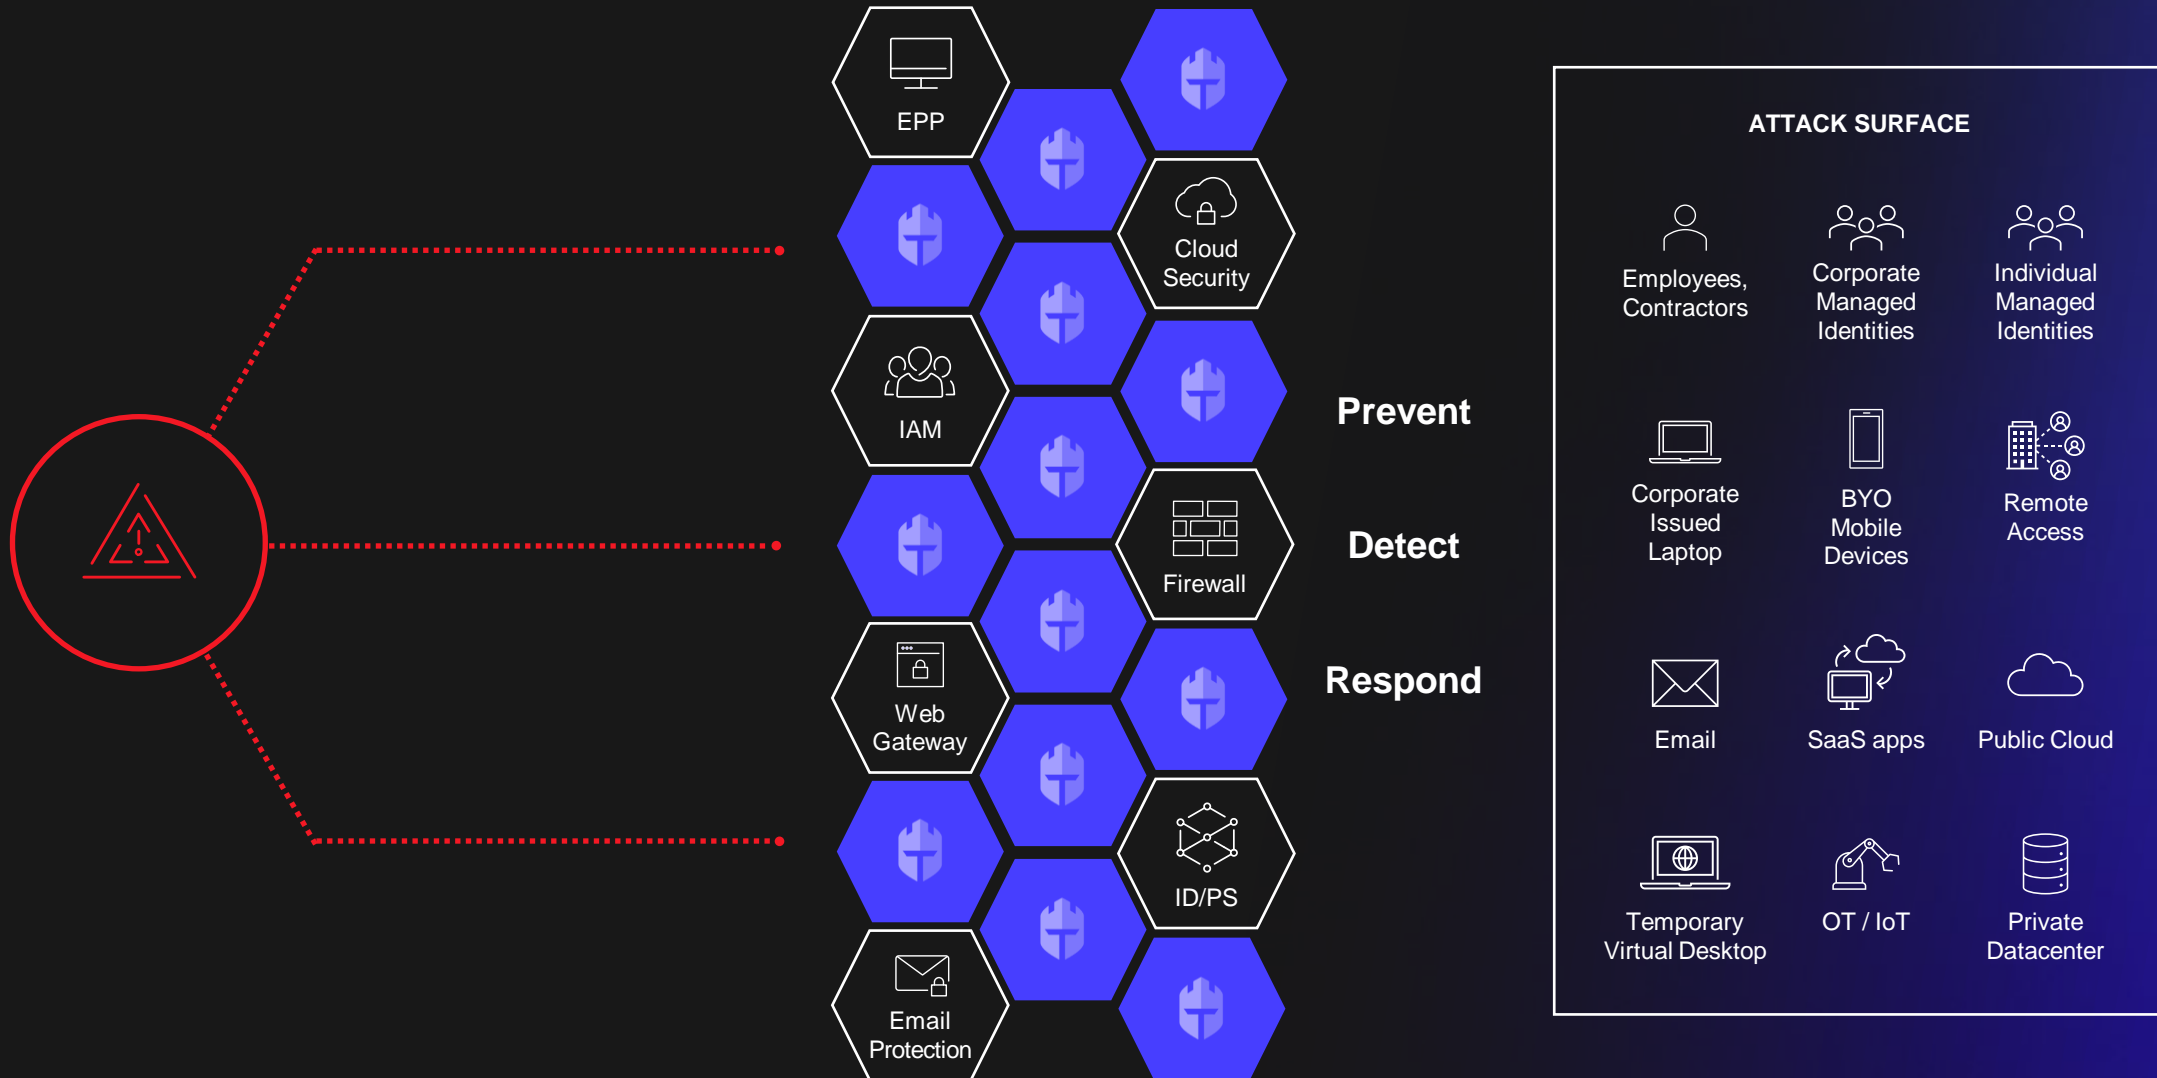 EPP
Cloud
Security
IAM
Firewall
Web
Gateway
ID/PS
Email
Protection
Prevent
Detect
Respond
ATTACK SURFACE
Employees,
Contractors
Corporate
Managed
Identities
Individual
Managed
Identities
Corporate
Issued
Laptop
BYO
Mobile
Devices
Remote
Access
Email
SaaS apps
Public Cloud
Temporary
Virtual Desktop
OT / IoT
Private
Datacenter